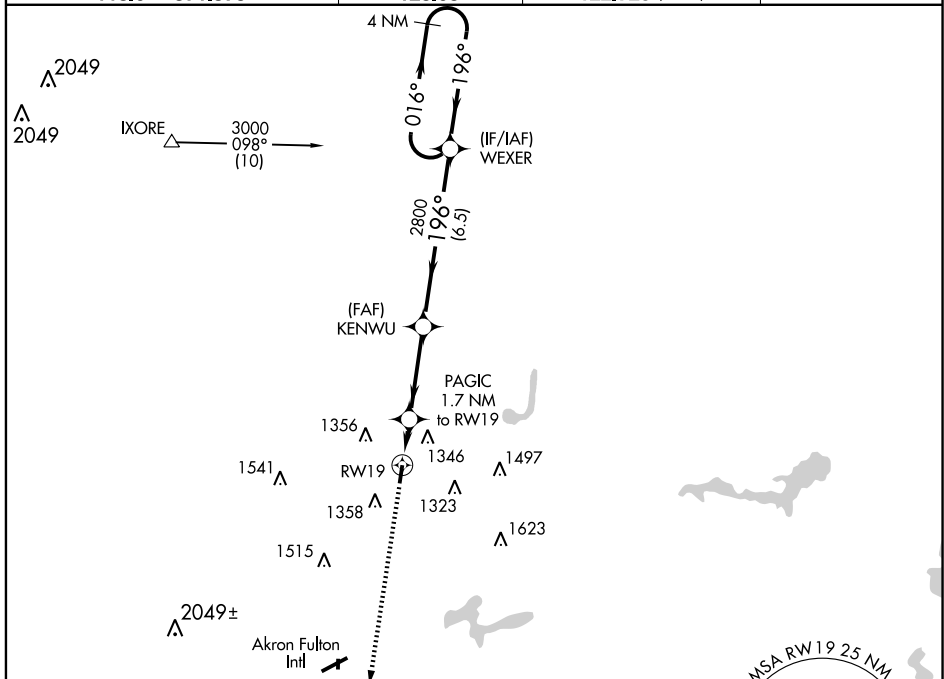 4 NM
016°
196°
2049
2049
IXORE
3000
098°
(10)
(IF/IAF)
WEXER
2800
196°
(6.5)
(FAF)
KENWU
PAGIC
1.7 NM
to RW19
1356
1346
1497
1541
RW19
1323
1358
1623
1515
2049±
Akron Fulton
Intl
MSA RW19 25 NM